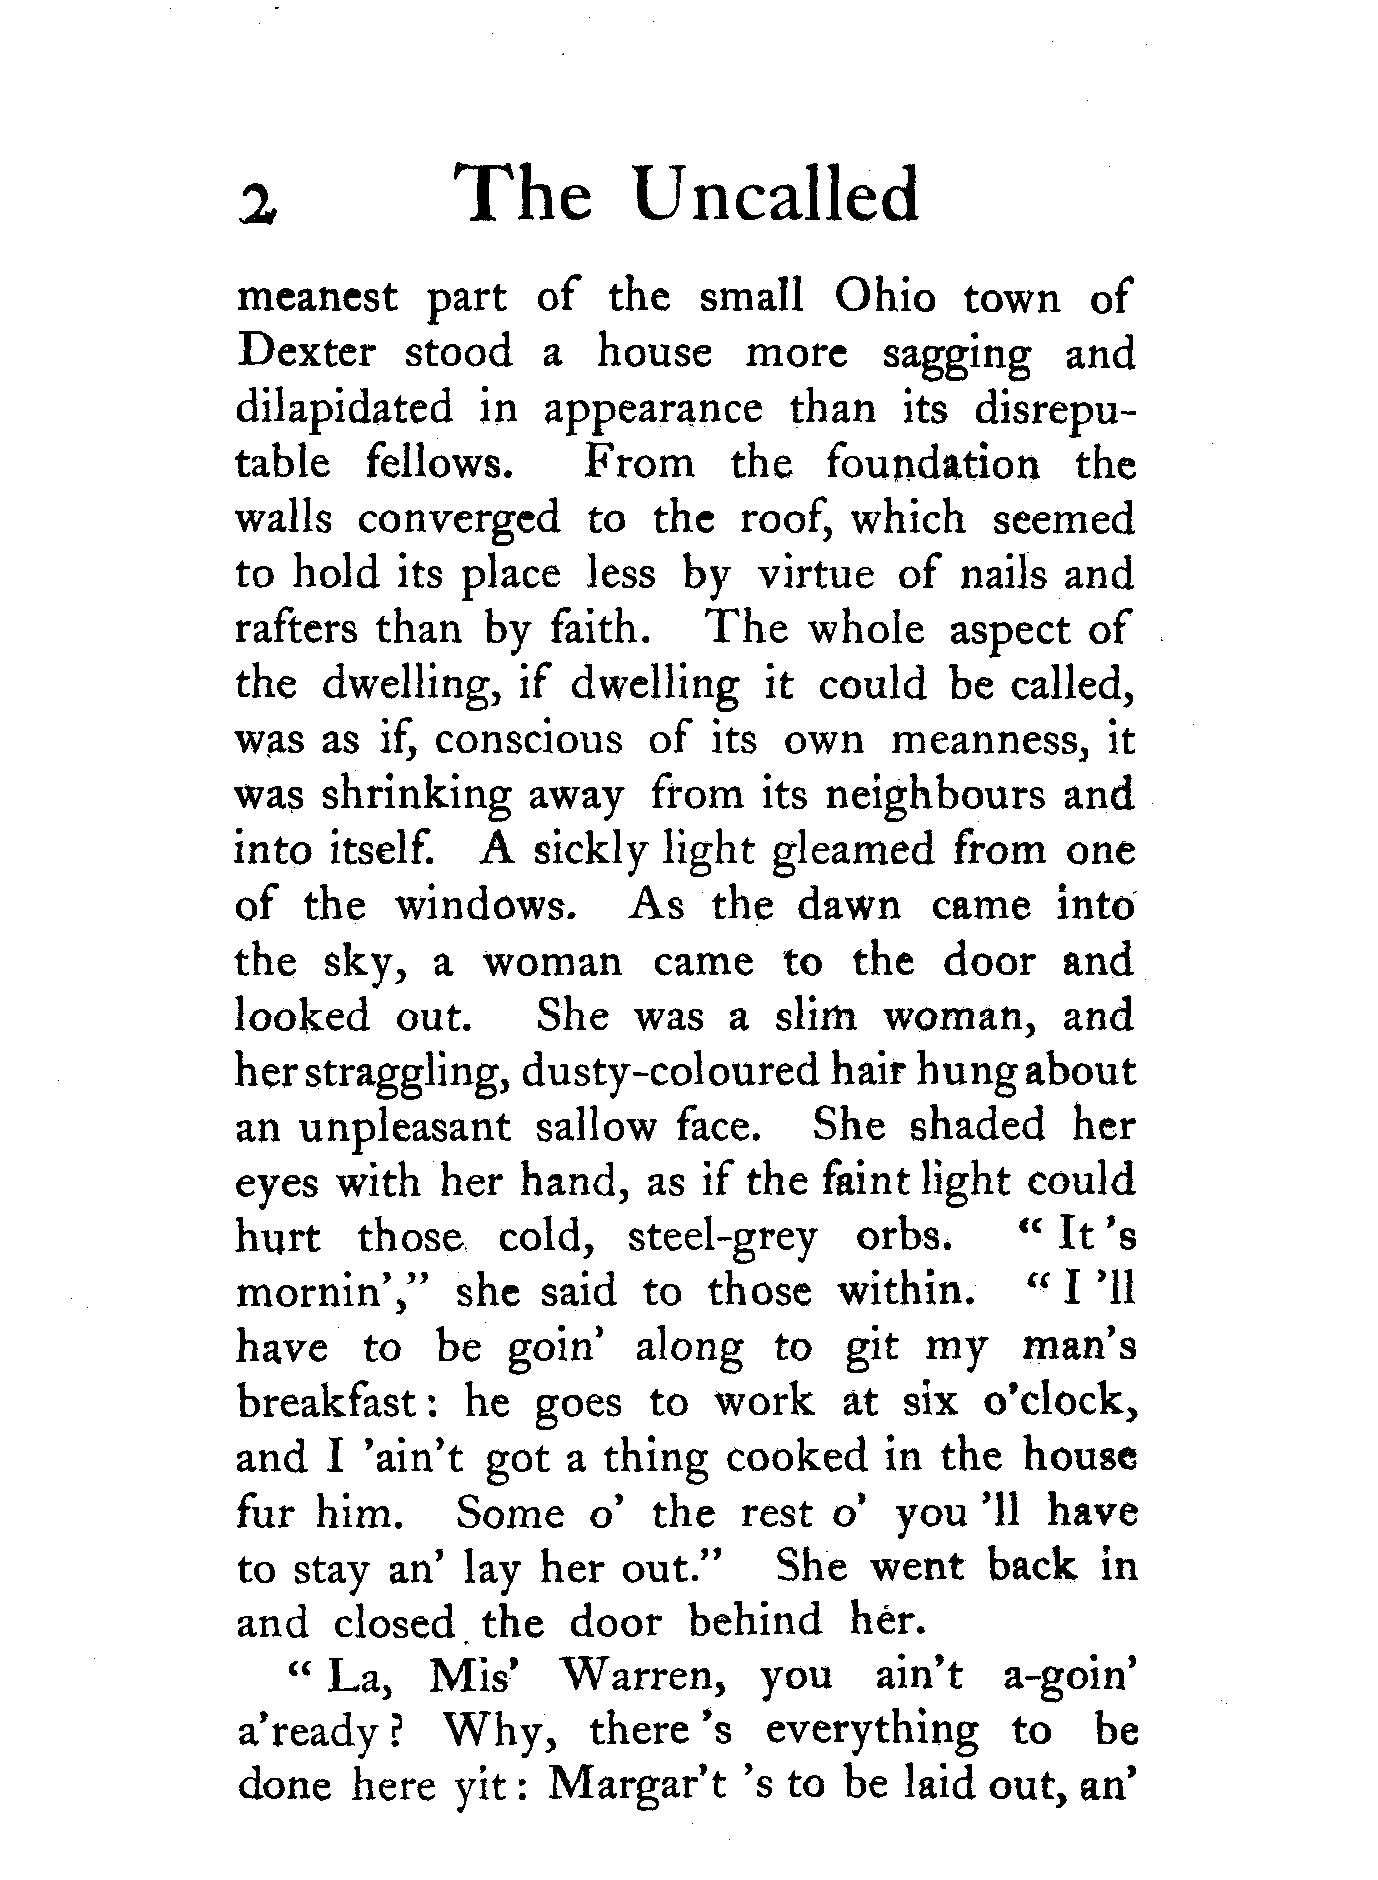 2 The Uncalled
meanest part of the small Ohio town of
Dexter stood a house more sagging and
dilapidated in appearance than its disrepu-
table fellows. From the foundation the
walls converged to the roof, which seemed
to hold its place less by virtue of nails and
rafters than by faith. The whole aspect of
the dwelling, if dwelling it could be called,
was as if, conscious of its own meanness, it
was shrinking away from its neighbours and
into itself. A sickly light gleamed from one
of the windows. As the dawn came into
the sky, a woman came to the door and
looked out. She was a slim woman, and
her straggling, dusty-coloured hair hung about
an unpleasant sallow face. She shaded her
eyes with her hand, as if the faint light could
hurt those cold, steel-grey orbs. “ It 's
mornin',” she said to those within. “ I 'll
have to be goin' along to git my man's
breakfast : he goes to work at six o'clock,
and I 'ain't got a thing cooked in the house
fur him. Some o' the rest o' you 'll have
to stay an' lay her out.” She went back in
and closed the door behind her.
“ La, Mis' Warren, you ain't a-goin'
a'ready ? Why, there 's everything to be
done here yit : Margar't 's to be laid out, an'